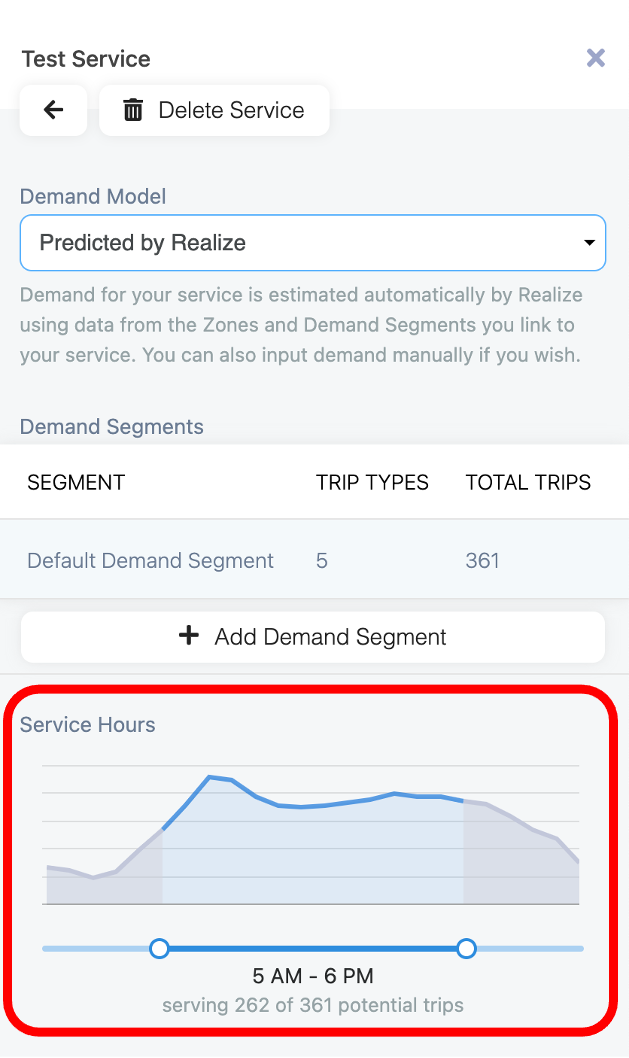 Test Service
Delete Service
Demand Model
Predicted by Realize
Demand for your service is estimated automatically by Realize
using data from the Zones and Demand Segments you link to
your service. You can also input demand manually if you wish.
Demand Segments
SEGMENT TRIP TYPES TOTAL TRIPS
Default Demand Segment 5 361
Add Demand Segment
Service Hours
5 AM - 6 PM
serving 262 of 361 potential trips